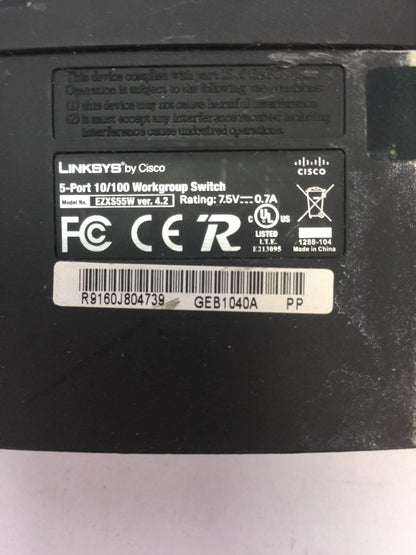 This device complies with part 15 of the FCC Rules
Operation is subject to the following two conditions
(1) this device may not cause harmful interference
(2) it must accept any interference received including
interference cause undesired operations.
LINKSYS® by Cisco
CISCO
5-Port 10/100 Workgroup Switch
Model No. EZXS55W ver. 4.2 Rating: 7.5V⎓0.7A
FC CE R C UL US
LISTED
I.T.E.
E213095
1288-104
Made in China
R9160J804739 GEB1040A PP